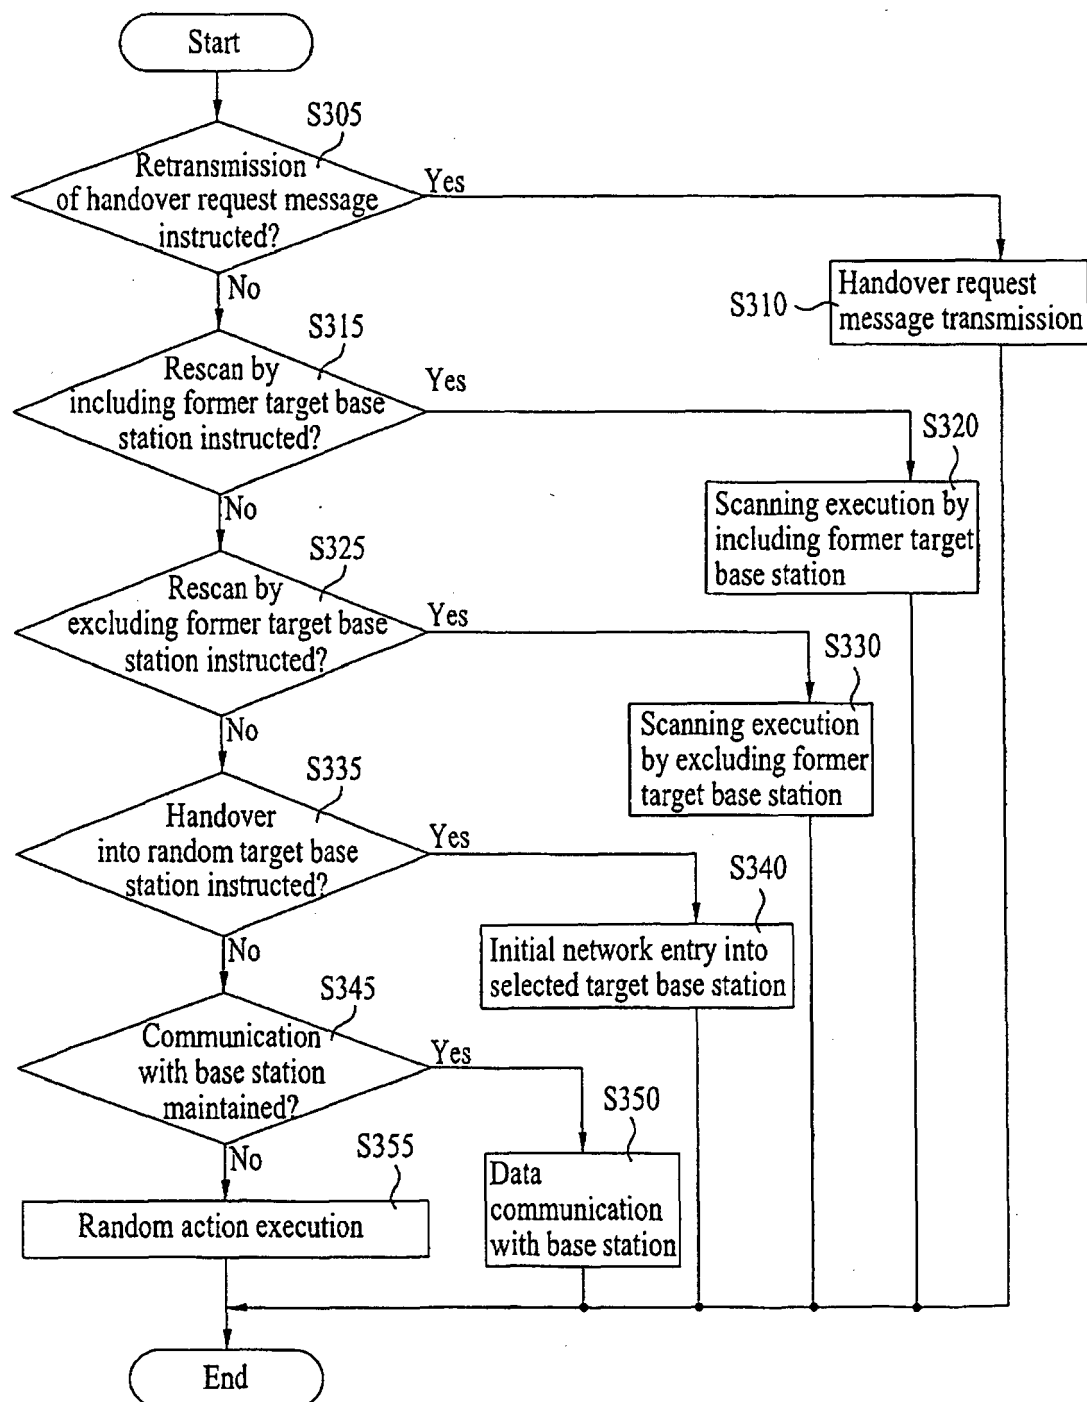 Start
S305
Retransmission
of handover request message
instructed?
Yes
No
Handover request
message transmission
S310
S315
Rescan by
including former target base
station instructed?
Yes
No
S320
Scanning execution by
including former target
base station
S325
Rescan by
excluding former target base
station instructed?
Yes
No
S330
Scanning execution
by excluding former
target base station
S335
Handover
into random target base
station instructed?
Yes
No
S340
Initial network entry into
selected target base station
S345
Communication
with base station
maintained?
Yes
No
S350
Data
communication
with base station
S355
Random action execution
End